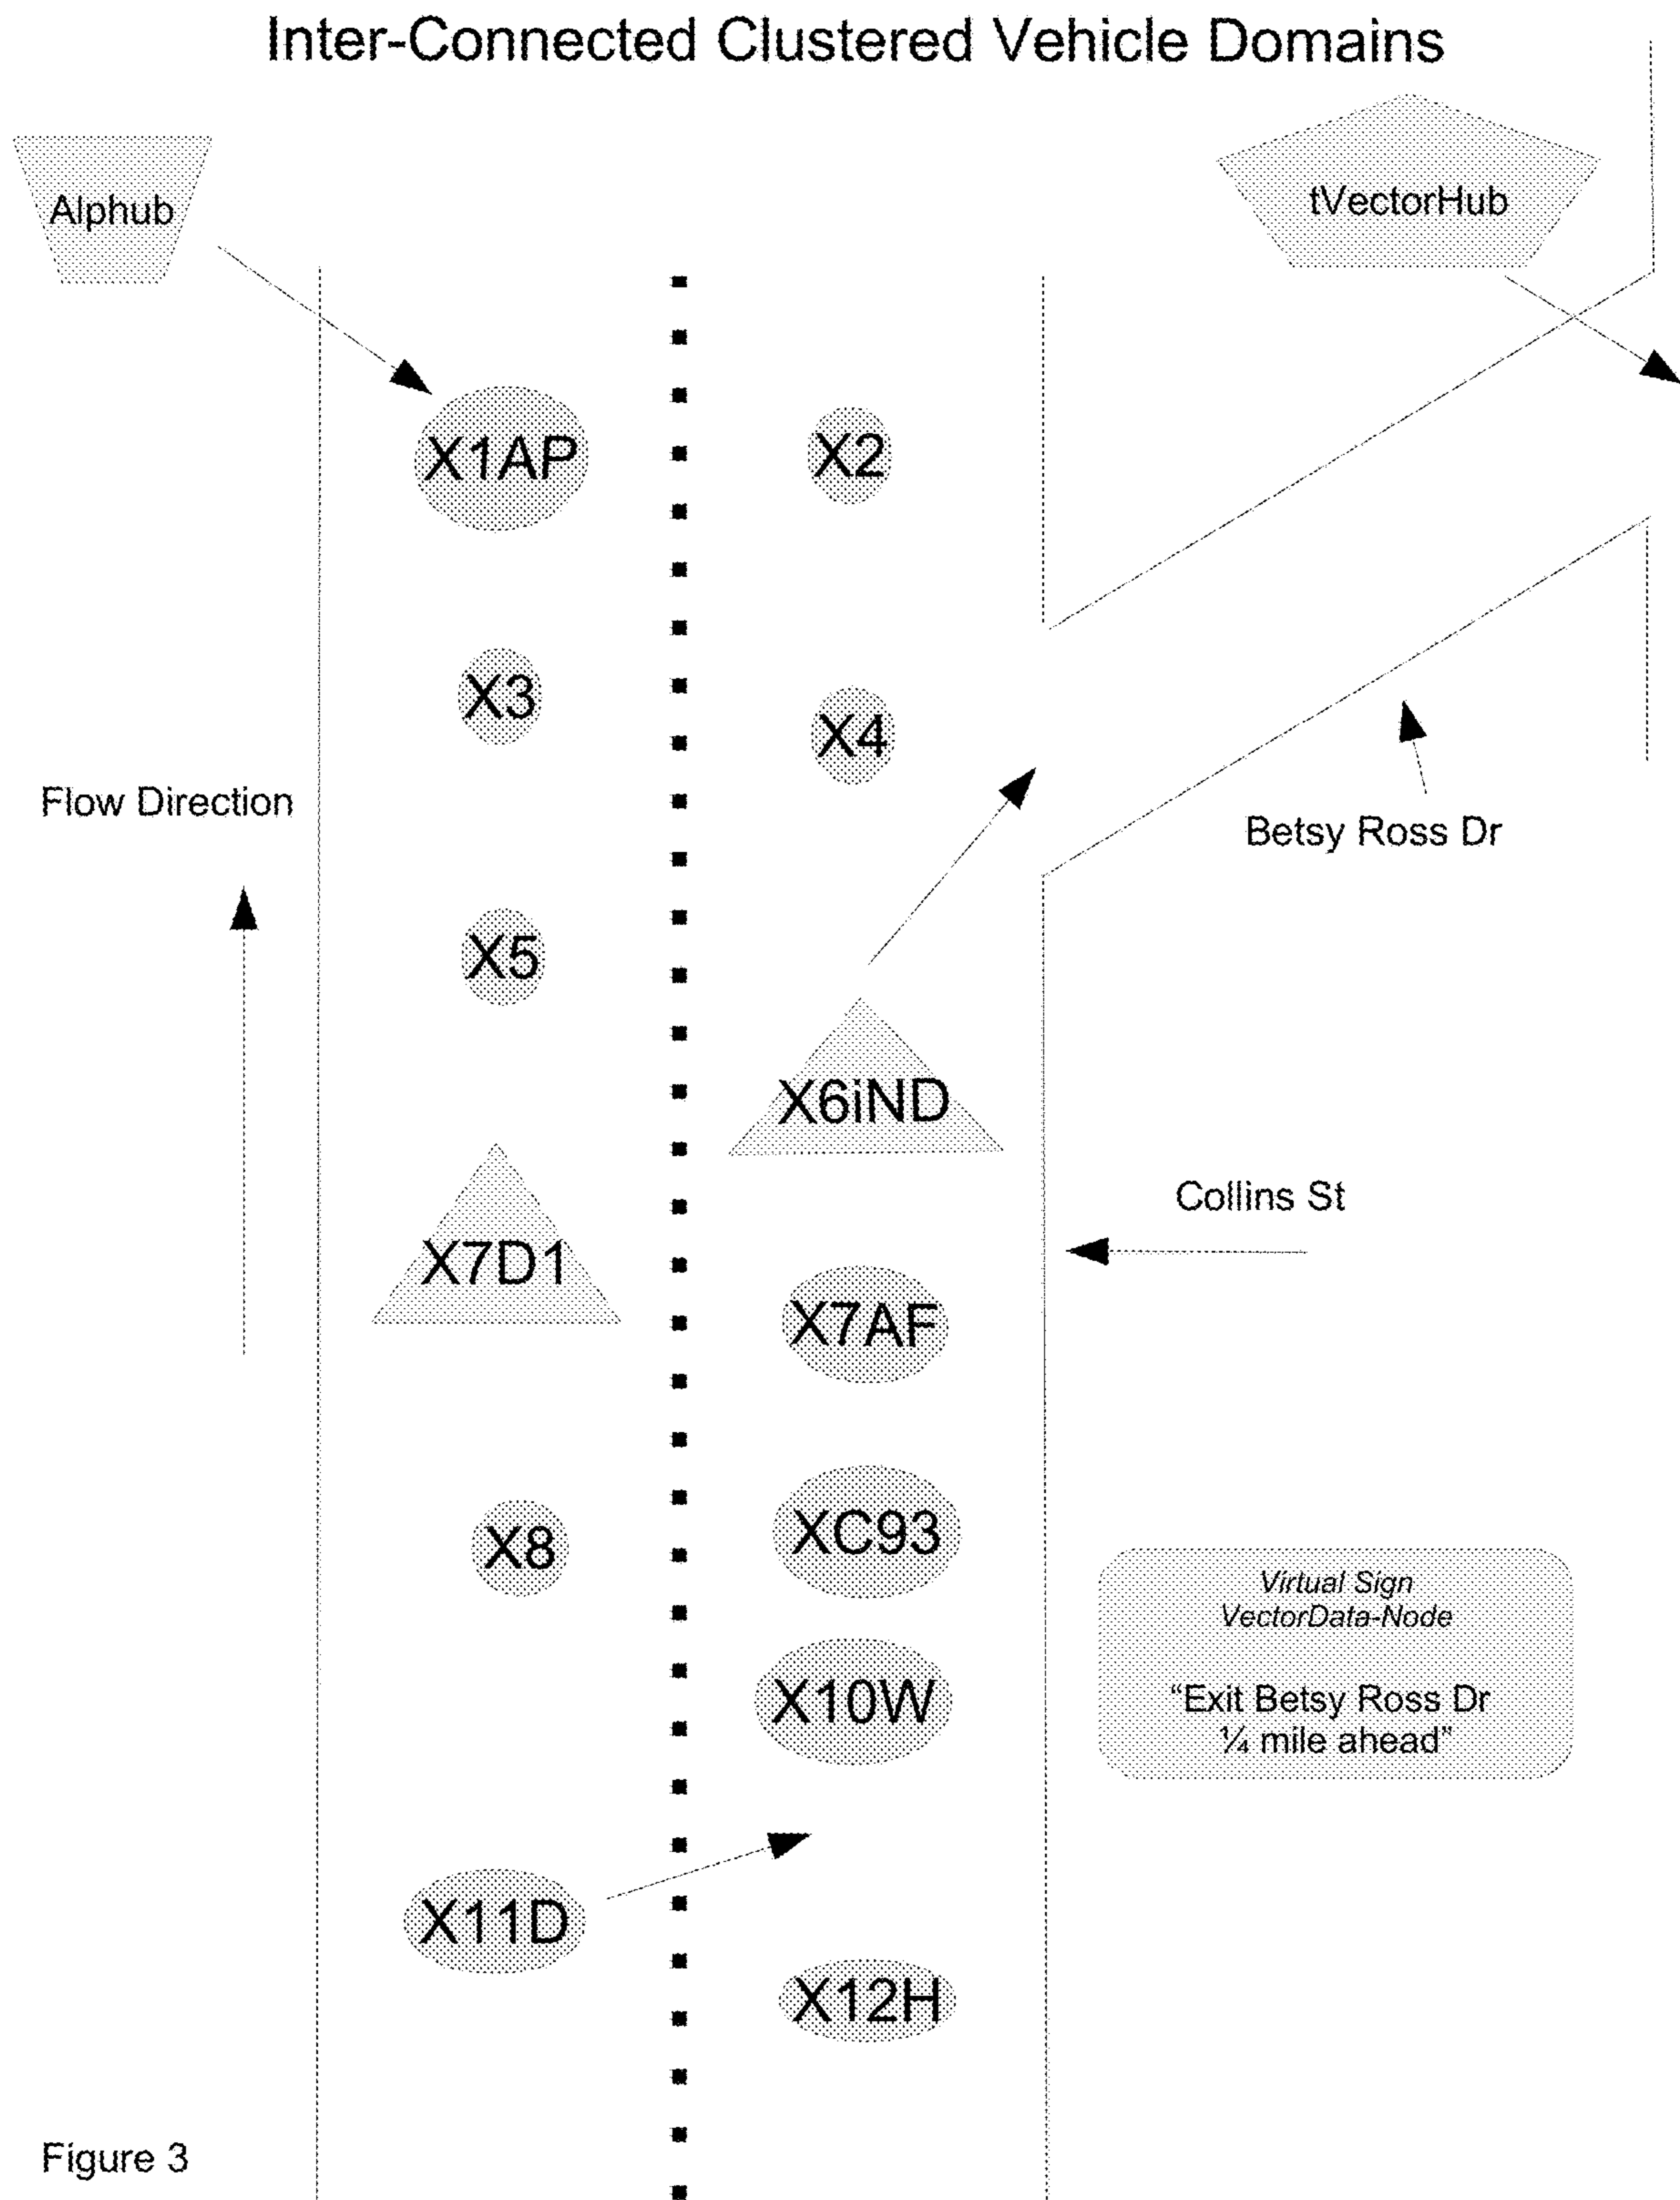 Inter-Connected Clustered Vehicle Domains
Alphub
tVectorHub
X1AP
X2
X3
X4
Flow Direction
Betsy Ross Dr
X5
X6iND
Collins St
X7D1
X7AF
X8
XC93
Virtual Sign
VectorData-Node
“Exit Betsy Ross Dr
¼ mile ahead”
X10W
X11D
X12H
Figure 3